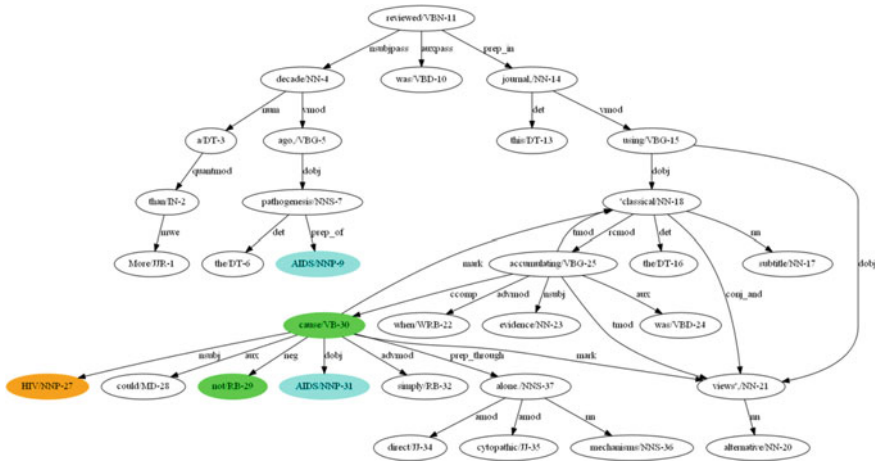 reviewed/VBN-11
nsubjpass auxpass prep_in
decade/NN-4 was/VBD-10 journal,/NN-14
num vmod det vmod
a/DT-3 ago,/VBG-5 this/DT-13 using/VBG-15
quantmod dobj dobj
than/IN-2 pathogenesis/NNS-7 'classical/NN-18
mwe det prep_of mark tmod rcmod det nn dobj
More/JJR-1 the/DT-6 AIDS/NNP-9 accumulating/VBG-25 the/DT-16 subtitle/NN-17
ccomp advmod nsubj aux tmod conj_and
cause/VB-30 when/WRB-22 evidence/NN-23 was/VBD-24
nsubj aux neg dobj advmod prep_through mark
HIV/NNP-27 could/MD-28 not/RB-29 AIDS/NNP-31 simply/RB-32 alone./NNS-37 views',/NN-21
amod amod nn nn
direct/JJ-34 cytopathic/JJ-35 mechanisms/NNS-36 alternative/NN-20